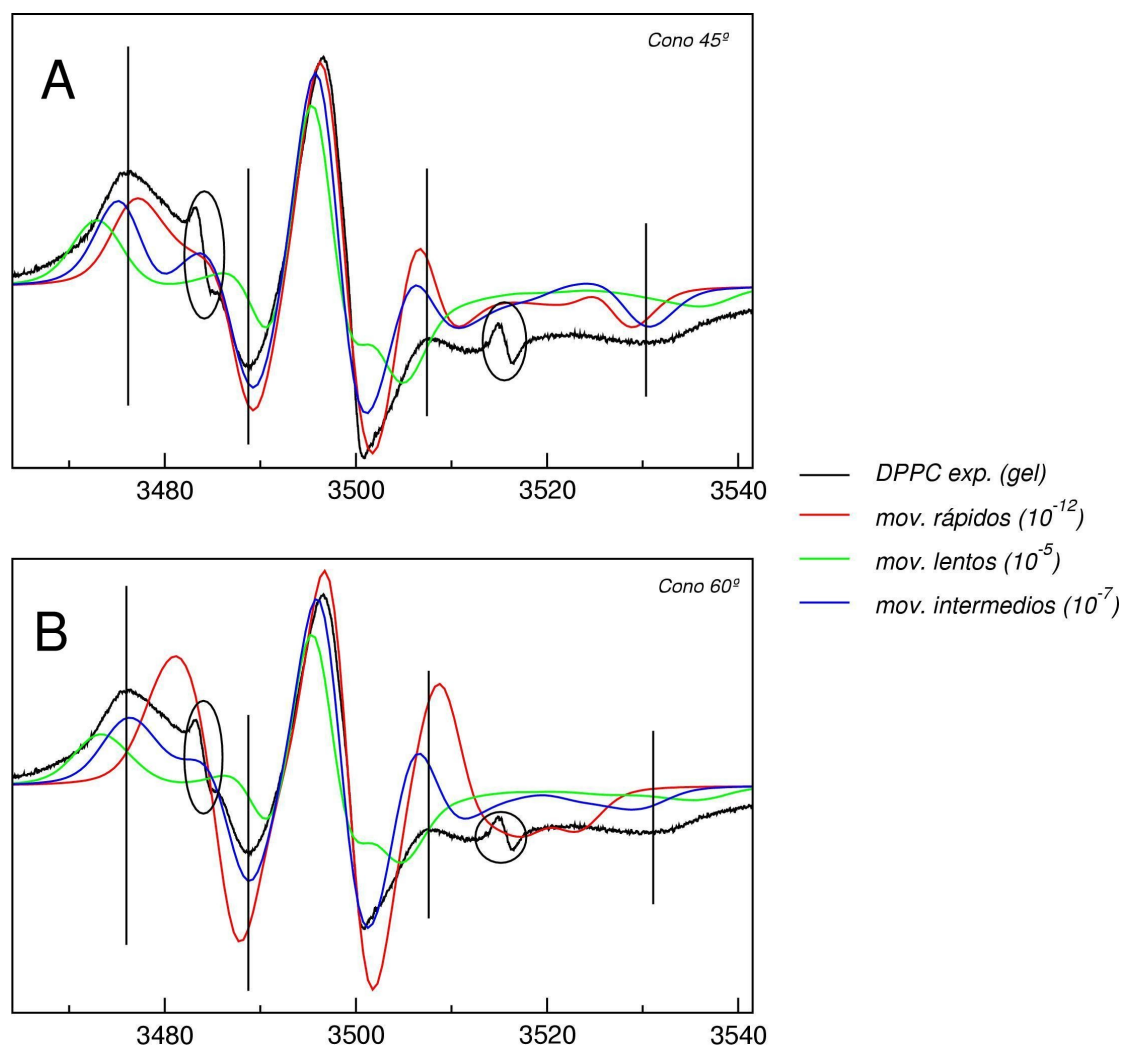 Cono 45º
A
3480 3500 3520 3540
DPPC exp. (gel)
mov. rápidos (10^-12)
mov. lentos (10^-5)
mov. intermedios (10^-7)
Cono 60º
B
3480 3500 3520 3540